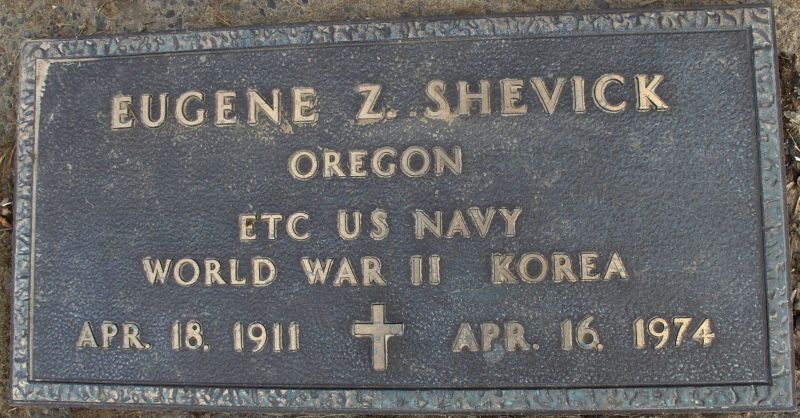 EUGENE Z. SHEVICK
OREGON
ETC US NAVY
WORLD WAR II KOREA
APR. 18. 1911 APR. 16. 1974